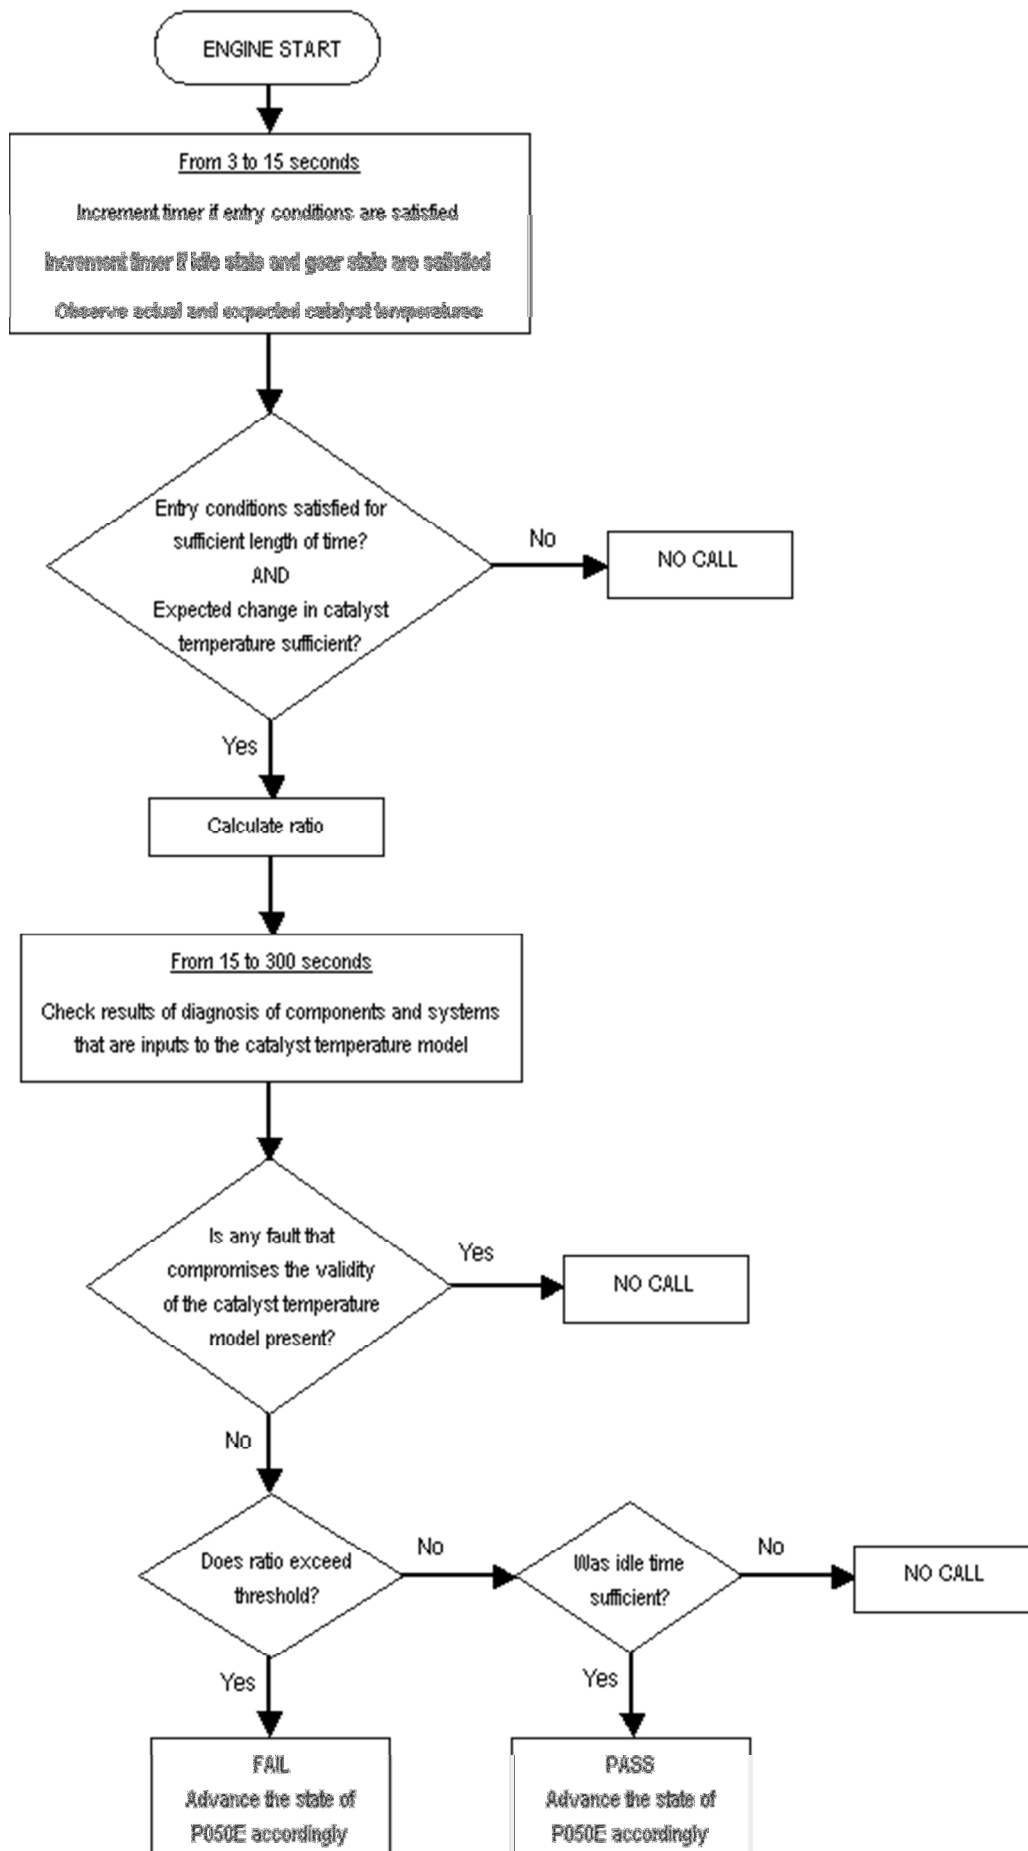 ENGINE START
From 3 to 15 seconds
Increment timer if entry conditions are satisfied
Increment timer if idle state and gear state are satisfied
Observe actual and expected catalyst temperatures
Entry conditions satisfied for
sufficient length of time?
AND
Expected change in catalyst
temperature sufficient?
No
NO CALL
Yes
Calculate ratio
From 15 to 300 seconds
Check results of diagnosis of components and systems
that are inputs to the catalyst temperature model
Is any fault that
compromises the validity
of the catalyst temperature
model present?
Yes
NO CALL
No
Does ratio exceed
threshold?
No
Was idle time
sufficient?
No
NO CALL
Yes
Yes
FAIL
Advance the state of
P050E accordingly
PASS
Advance the state of
P050E accordingly